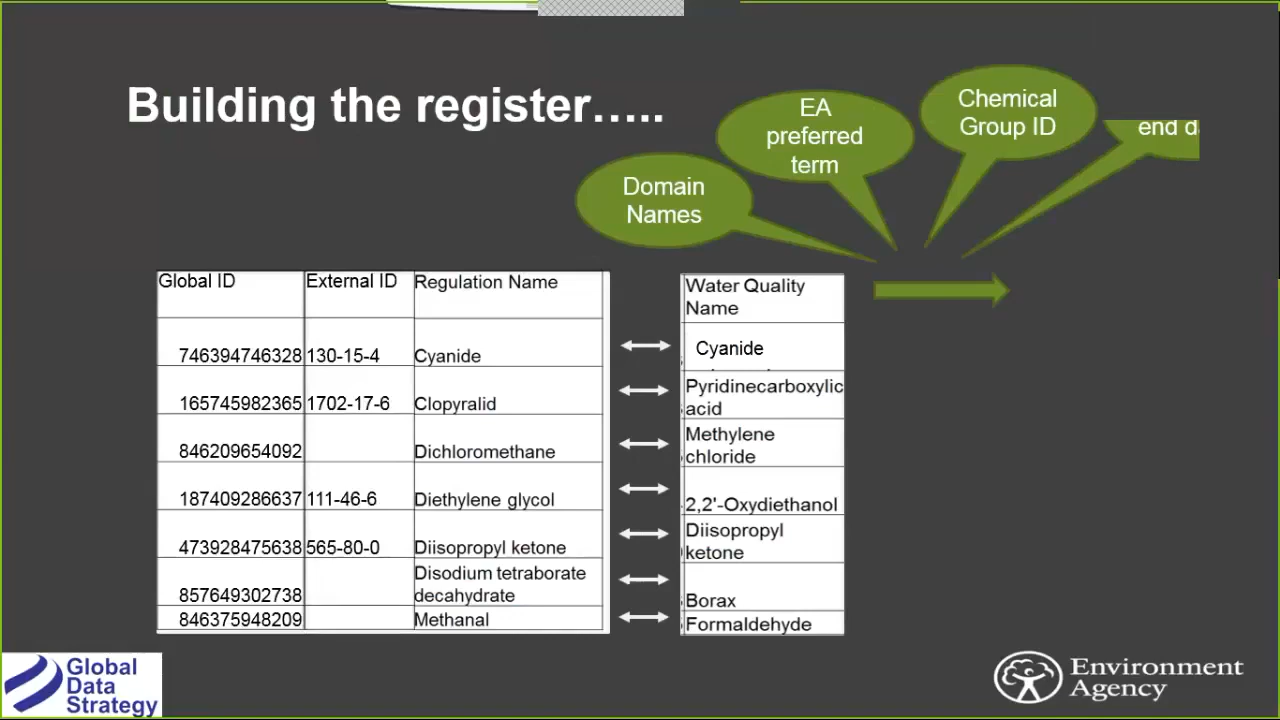 Building the register…..
Domain
Names
EA
preferred
term
Chemical
Group ID
end
Global ID External ID Regulation Name
746394746328 130-15-4 Cyanide
165745982365 1702-17-6 Clopyralid
846209654092 Dichloromethane
187409286637 111-46-6 Diethylene glycol
473928475638 565-80-0 Diisopropyl ketone
Disodium tetraborate
857649302738 decahydrate
846375948209 Methanal
Water Quality
Name
Cyanide
Pyridinecarboxylic
acid
Methylene
chloride
2,2'-Oxydiethanol
Diisopropyl
ketone
Borax
Formaldehyde
Global
Data
Strategy
Environment
Agency